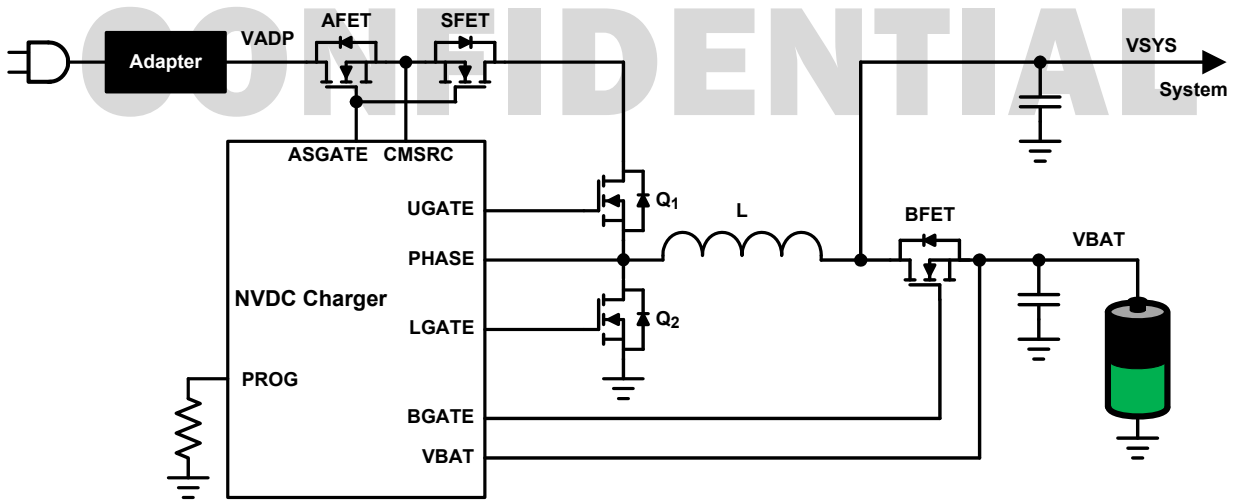 CONFIDENTIAL
AFET
SFET
VADP
VSYS
Adapter
System
ASGATE CMSRC
UGATE
Q1
L
BFET
VBAT
PHASE
NVDC Charger
LGATE
Q2
PROG
BGATE
VBAT